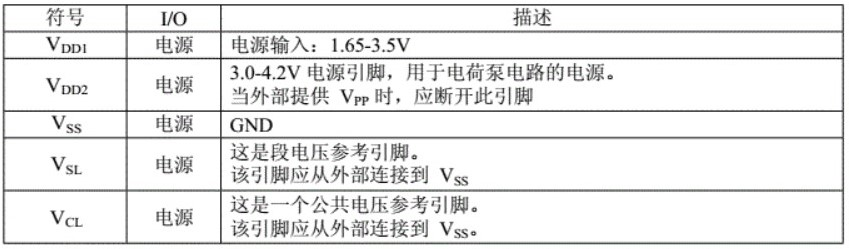 符号 I/O 描述
VDD1 电源 电源输入：1.65-3.5V
VDD2 电源 3.0-4.2V 电源引脚，用于电荷泵电路的电源。
当外部提供 VPP 时，应断开此引脚
VSS 电源 GND
VSL 电源 这是段电压参考引脚。
该引脚应从外部连接到 VSS
VCL 电源 这是一个公共电压参考引脚。
该引脚应从外部连接到 VSS。